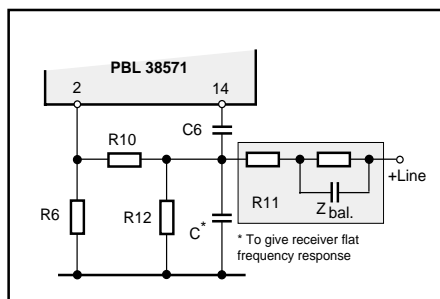 PBL 38571
2
14
C6
R10
+Line
R11
Z bal.
R6
R12
C*
* To give receiver flat
frequency response